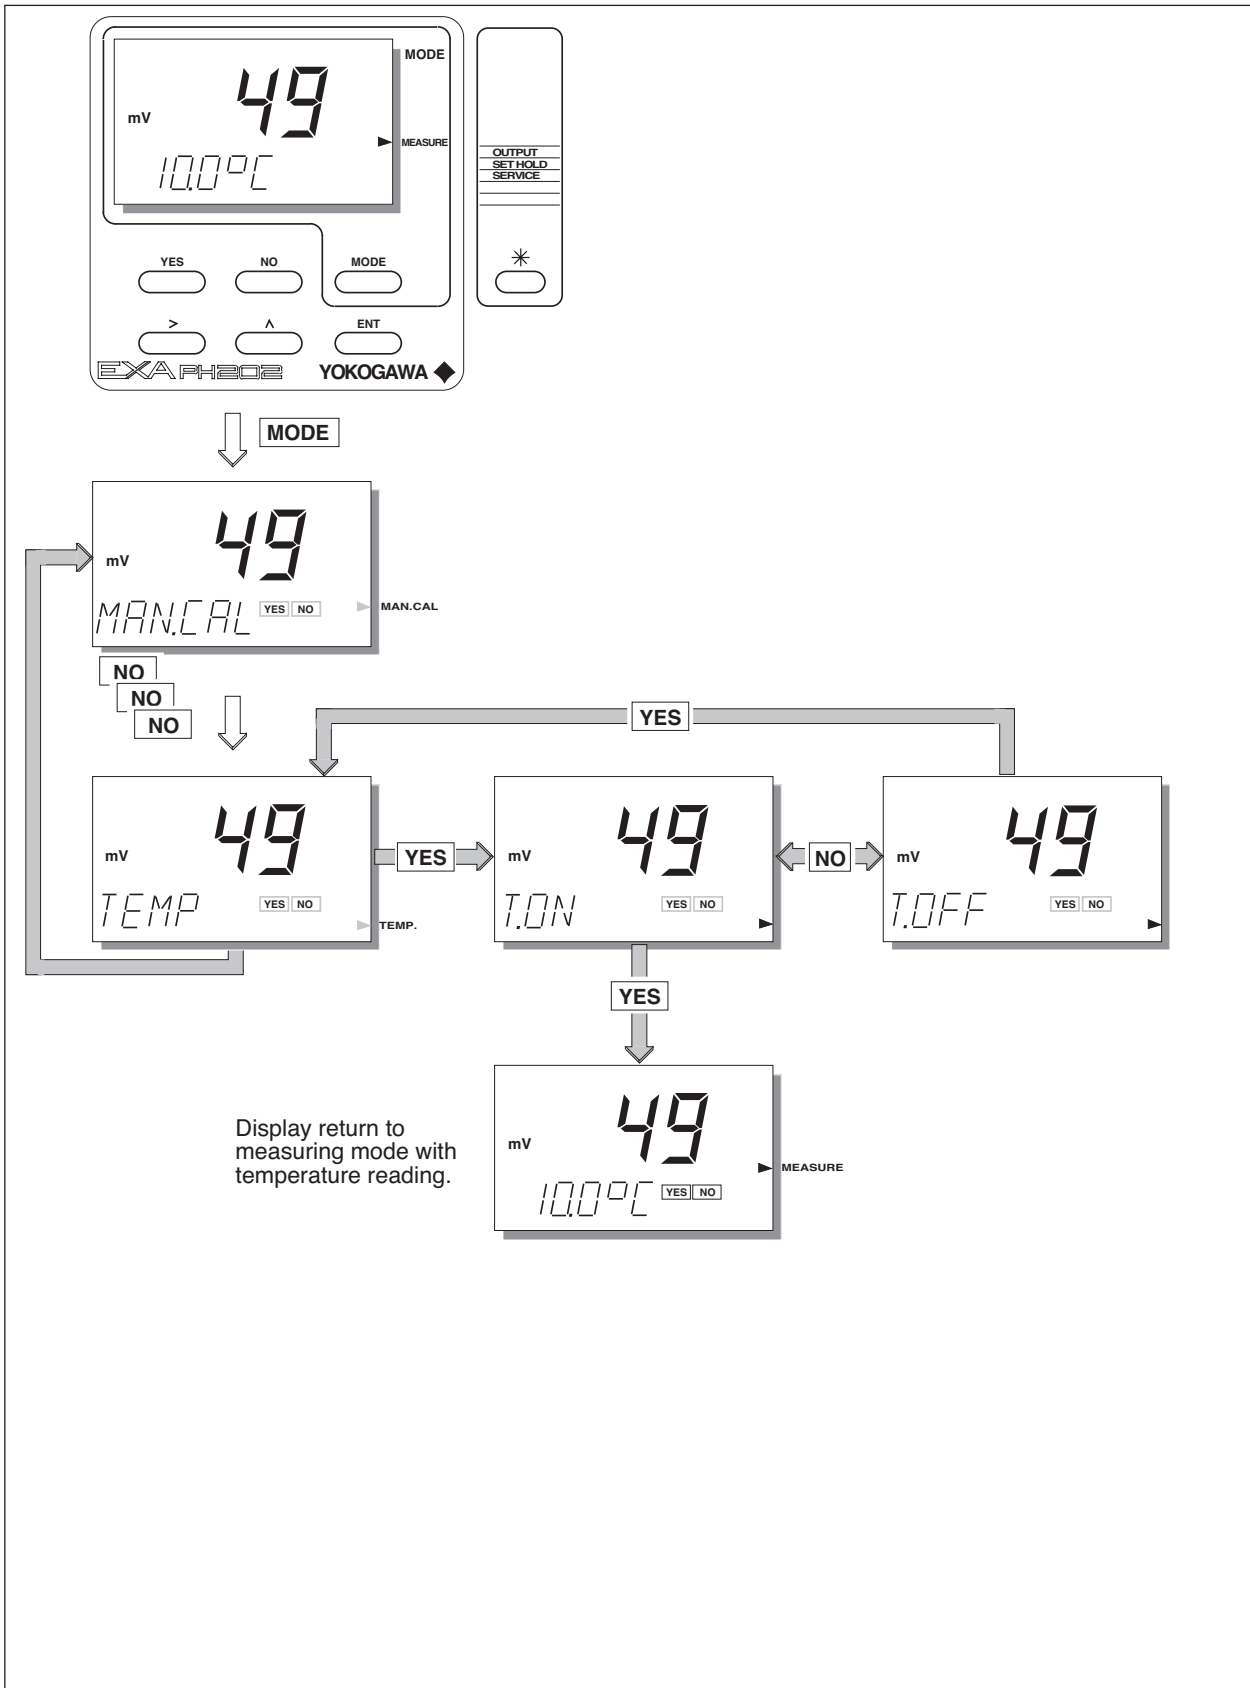 MODE
49
mV
MEASURE
10.0°C
OUTPUT
SET HOLD
SERVICE
YES NO MODE
> ∧ ENT
EXA PH202 YOKOGAWA
MODE
49
mV
MAN.CAL YES NO MAN.CAL
NO
NO
NO
YES
49
mV
TEMP YES NO TEMP.
YES
49
mV
T.ON YES NO
NO
49
mV
T.OFF YES NO
YES
Display return to
measuring mode with
temperature reading.
49
mV
MEASURE
10.0°C YES NO